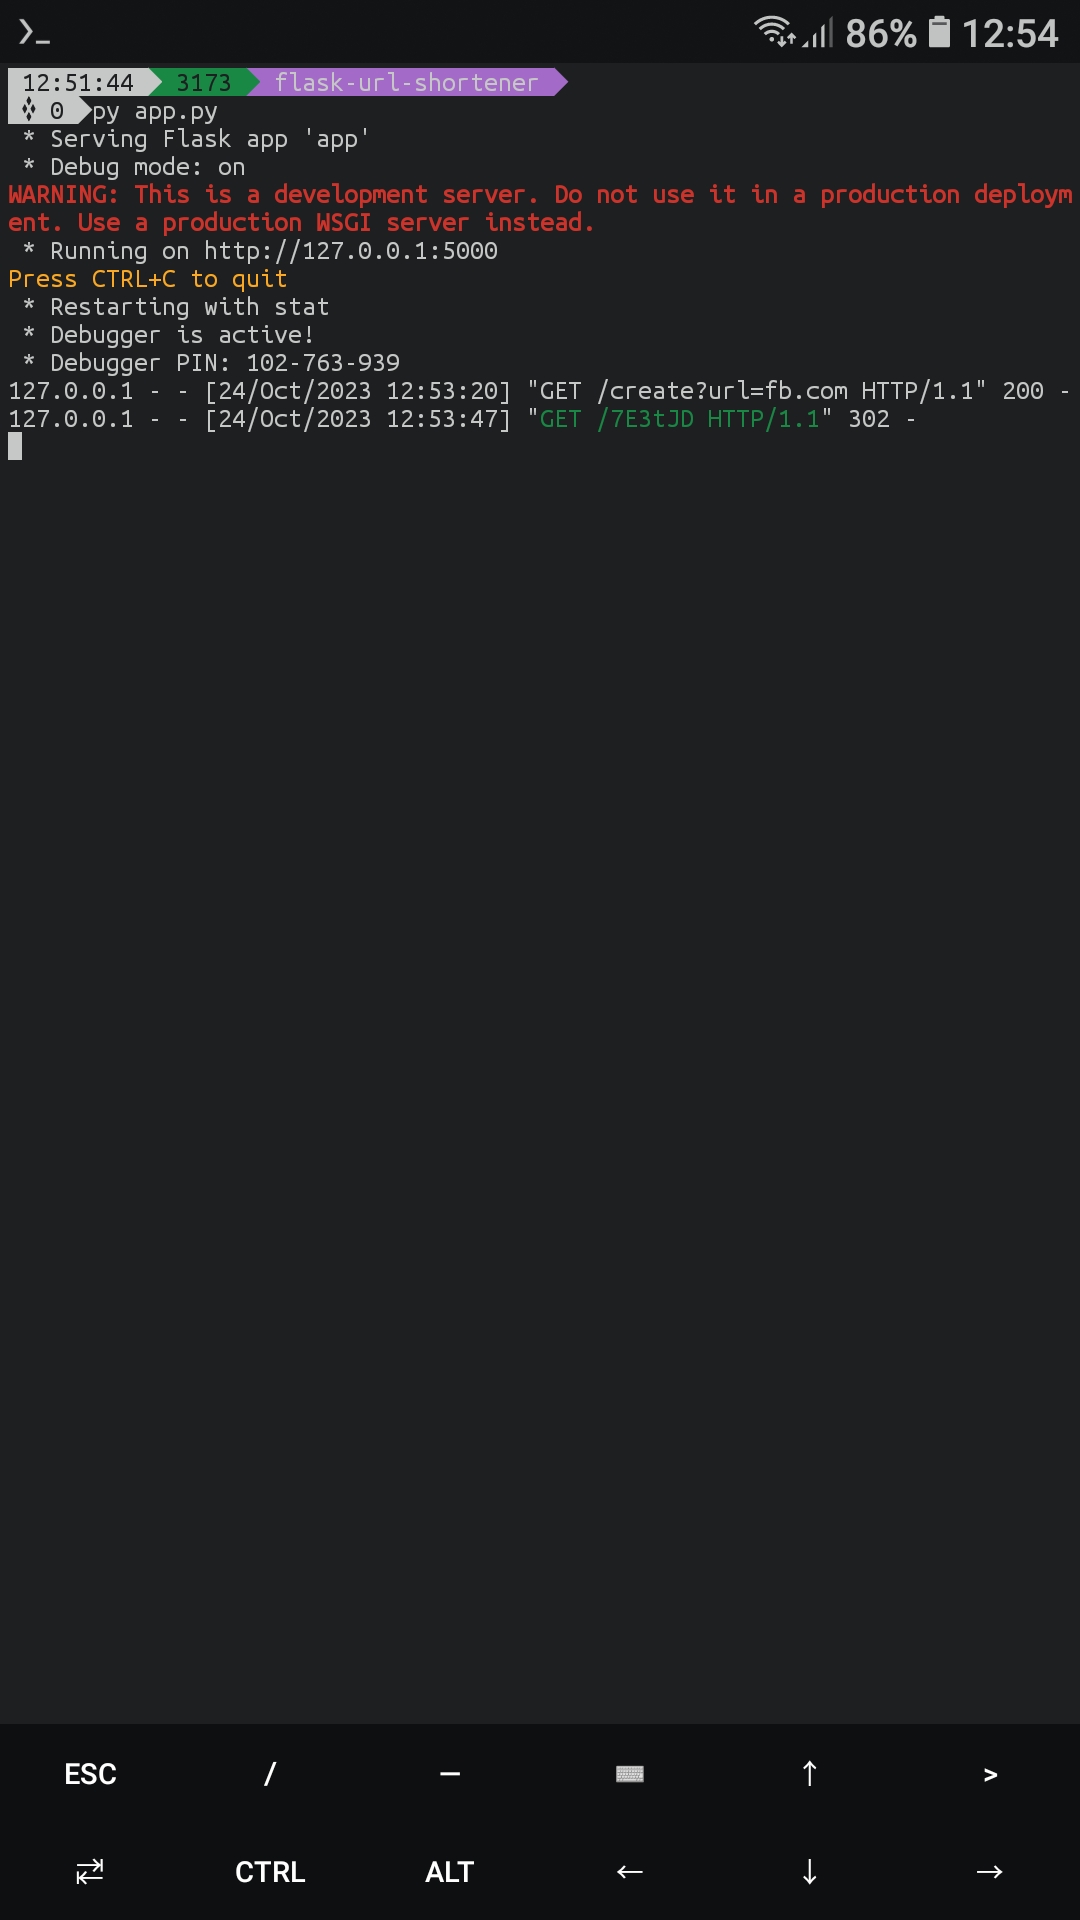 >_ 86% 12:54
12:51:44 3173 flask-url-shortener
0 py app.py
* Serving Flask app 'app'
* Debug mode: on
WARNING: This is a development server. Do not use it in a production deploym
ent. Use a production WSGI server instead.
* Running on http://127.0.0.1:5000
Press CTRL+C to quit
* Restarting with stat
* Debugger is active!
* Debugger PIN: 102-763-939
127.0.0.1 - - [24/Oct/2023 12:53:20] "GET /create?url=fb.com HTTP/1.1" 200 -
127.0.0.1 - - [24/Oct/2023 12:53:47] "GET /7E3tJD HTTP/1.1" 302 -
ESC / — ⌨ ↑ >
⇄ CTRL ALT ← ↓ →